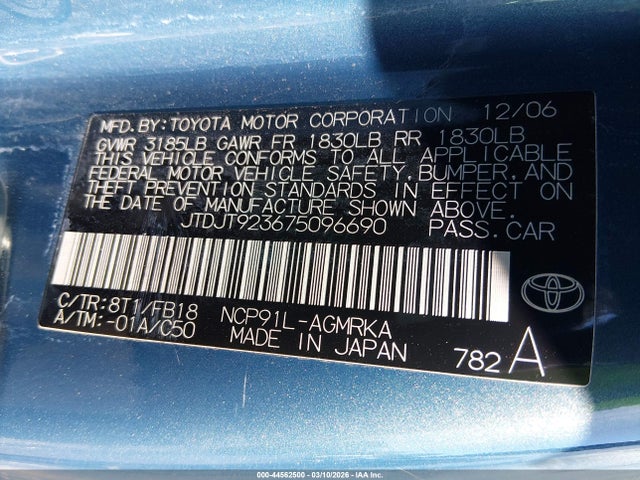 MFD. BY: TOYOTA MOTOR CORPORATION 12/06
GVWR 3185LB GAWR FR 1830LB RR 1830LB
THIS VEHICLE CONFORMS TO ALL APPLICABLE
FEDERAL MOTOR VEHICLE SAFETY, BUMPER, AND
THEFT PREVENTION STANDARDS IN EFFECT ON
THE DATE OF MANUFACTURE SHOWN ABOVE.
JTDJT923675096690 PASS. CAR
C/TR: 8T1/FB18 NCP91L-AGMRKA
A/TM: -01A/C50 MADE IN JAPAN 782 A
TOYOTA
000-44562500 - 03/10/2026 - IAA Inc.